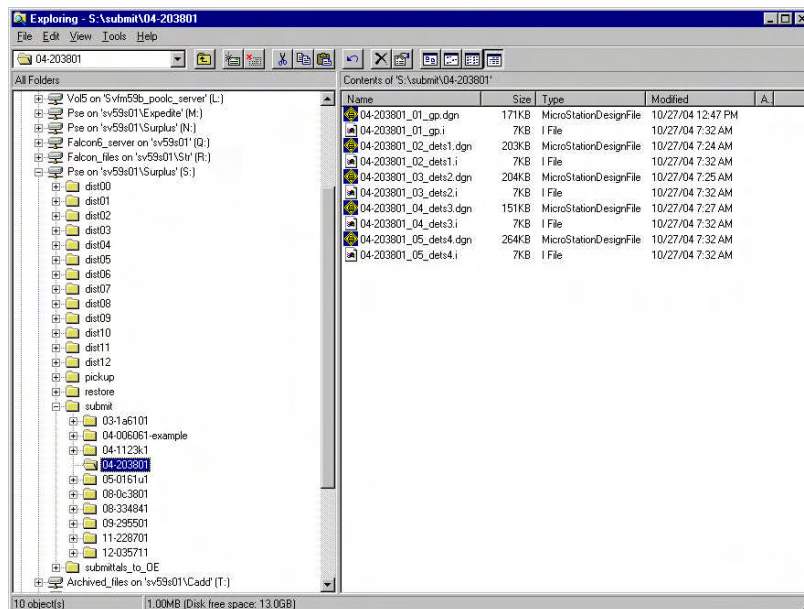 Exploring - S:\submit\04-203801
File Edit View Tools Help
04-203801
All Folders
Contents of 'S:\submit\04-203801'
Vol5 on 'Svfm59b_poolc_server' (L:)
Pse on 'sv59s01\Expedite' (M:)
Pse on 'sv59s01\Surplus' (N:)
Falcon6_server on '01' (Q:)
Falcon_files on 'sv59s01\Str' (R:)
Pse on 'sv59s01\Surplus' (S:)
dist00
dist01
dist02
dist03
dist04
dist05
dist06
dist07
dist08
dist09
dist10
dist11
dist12
pickup
restore
submit
03-1a6101
04-006061-example
04-1123k1
04-203801
05-0161u1
08-0c3801
08-334841
09-295501
11-228701
12-035711
submittals_to_OE
Archived_files on 'sv59s01\Cadd' (T:)
Name Size Type Modified A
04-203801_01_gp.dgn 171KB MicroStationDesignFile 10/27/04 12:47 PM
04-203801_01_gp.i 7KB I File 10/27/04 7:32 AM
04-203801_02_dets1.dgn 203KB MicroStationDesignFile 10/27/04 7:24 AM
04-203801_02_dets1.i 7KB I File 10/27/04 7:32 AM
04-203801_03_dets2.dgn 204KB MicroStationDesignFile 10/27/04 7:25 AM
04-203801_03_dets2.i 7KB I File 10/27/04 7:32 AM
04-203801_04_dets3.dgn 151KB MicroStationDesignFile 10/27/04 7:27 AM
04-203801_04_dets3.i 7KB I File 10/27/04 7:32 AM
04-203801_05_dets4.dgn 264KB MicroStationDesignFile 10/27/04 7:32 AM
04-203801_05_dets4.i 7KB I File 10/27/04 7:32 AM
10 object(s)
1.00MB (Disk free space: 13.0GB)